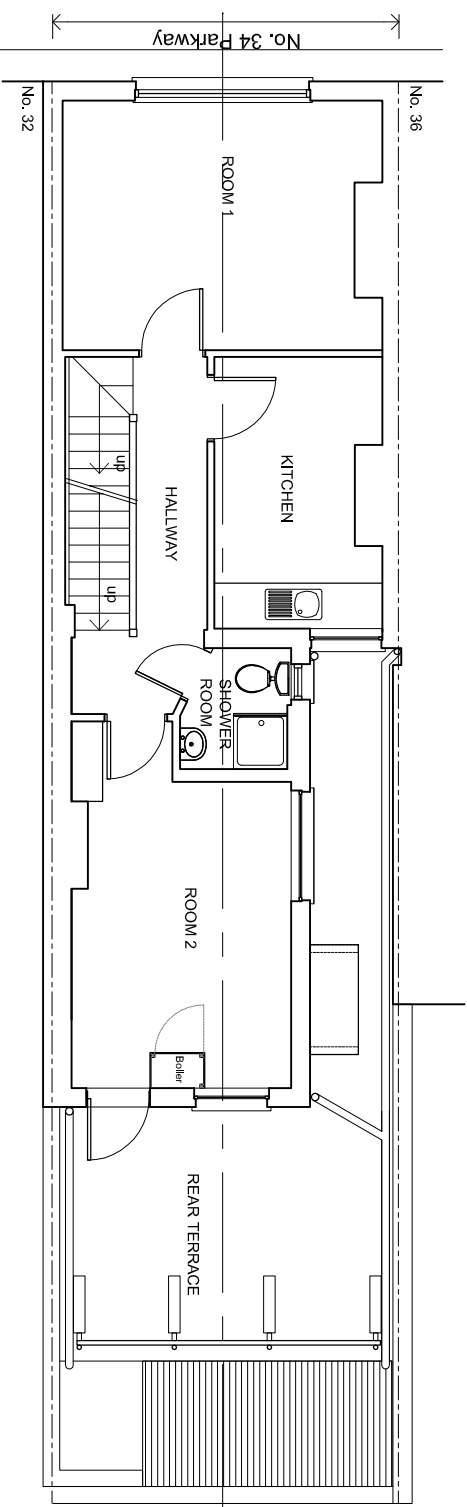 No. 34 Parkway
No. 32
No. 36
ROOM 1
KITCHEN
HALLWAY
up
up
SHOWER
ROOM
ROOM 2
Boiler
REAR TERRACE